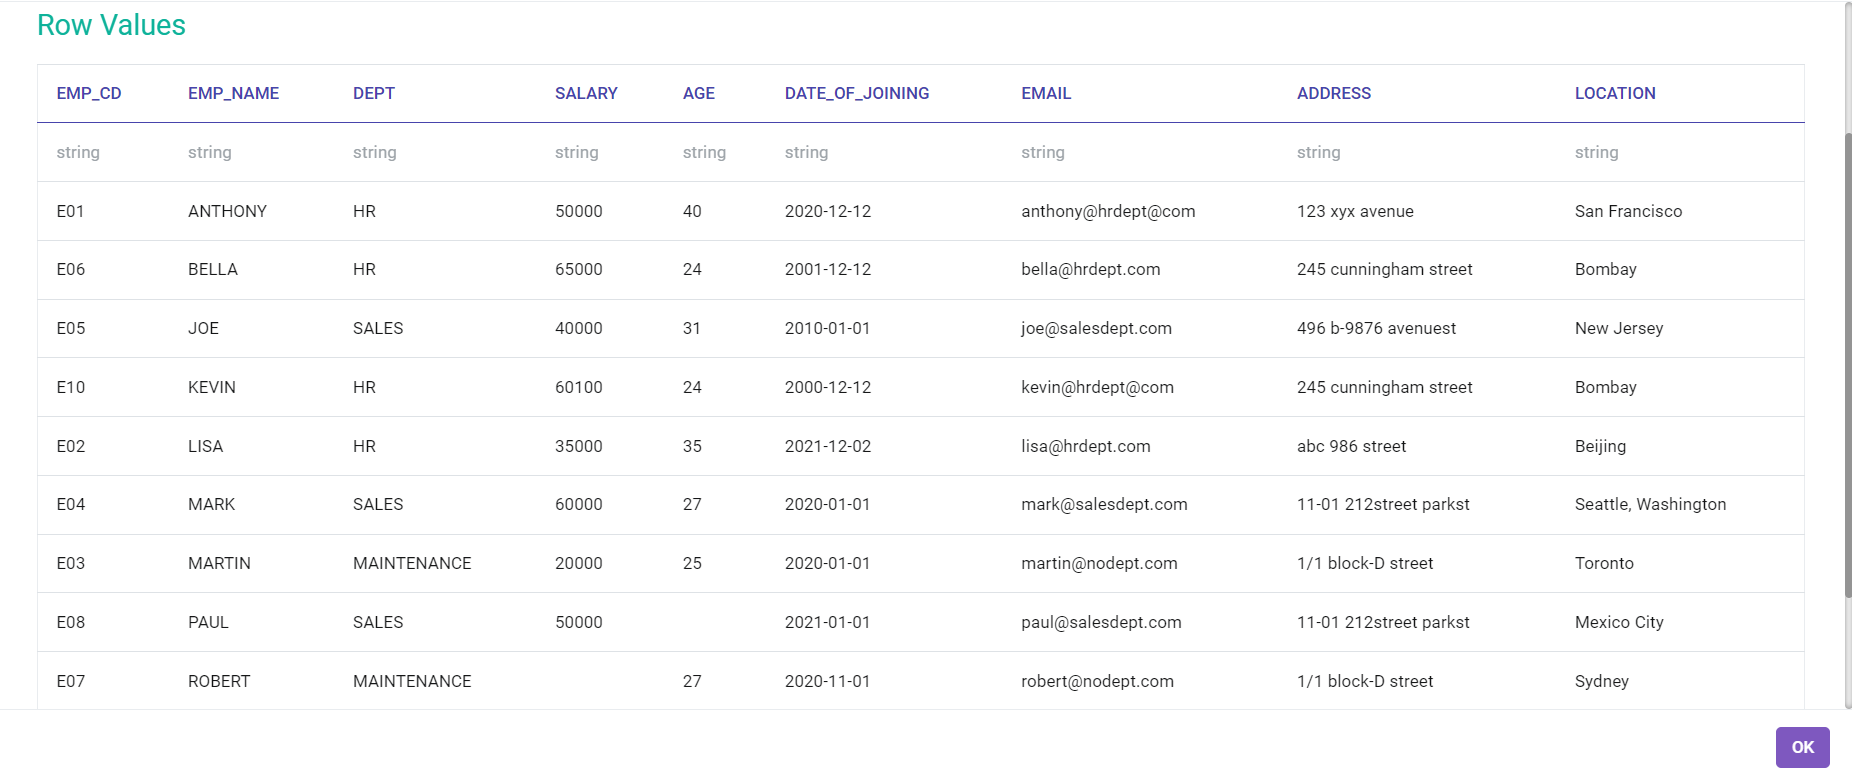 Row Values
EMP_CD EMP_NAME DEPT SALARY AGE DATE_OF_JOINING EMAIL ADDRESS LOCATION
string string string string string string string string string
E01 ANTHONY HR 50000 40 2020-12-12 anthony@hrdept@com 123 xyx avenue San Francisco
E06 BELLA HR 65000 24 2001-12-12 bella@hrdept.com 245 cunningham street Bombay
E05 JOE SALES 40000 31 2010-01-01 joe@salesdept.com 496 b-9876 avenuest New Jersey
E10 KEVIN HR 60100 24 2000-12-12 kevin@hrdept@com 245 cunningham street Bombay
E02 LISA HR 35000 35 2021-12-02 lisa@hrdept.com abc 986 street Beijing
E04 MARK SALES 60000 27 2020-01-01 mark@salesdept.com 11-01 212street parkst Seattle, Washington
E03 MARTIN MAINTENANCE 20000 25 2020-01-01 martin@nodept.com 1/1 block-D street Toronto
E08 PAUL SALES 50000 2021-01-01 paul@salesdept.com 11-01 212street parkst Mexico City
E07 ROBERT MAINTENANCE 27 2020-11-01 robert@nodept.com 1/1 block-D street Sydney
OK